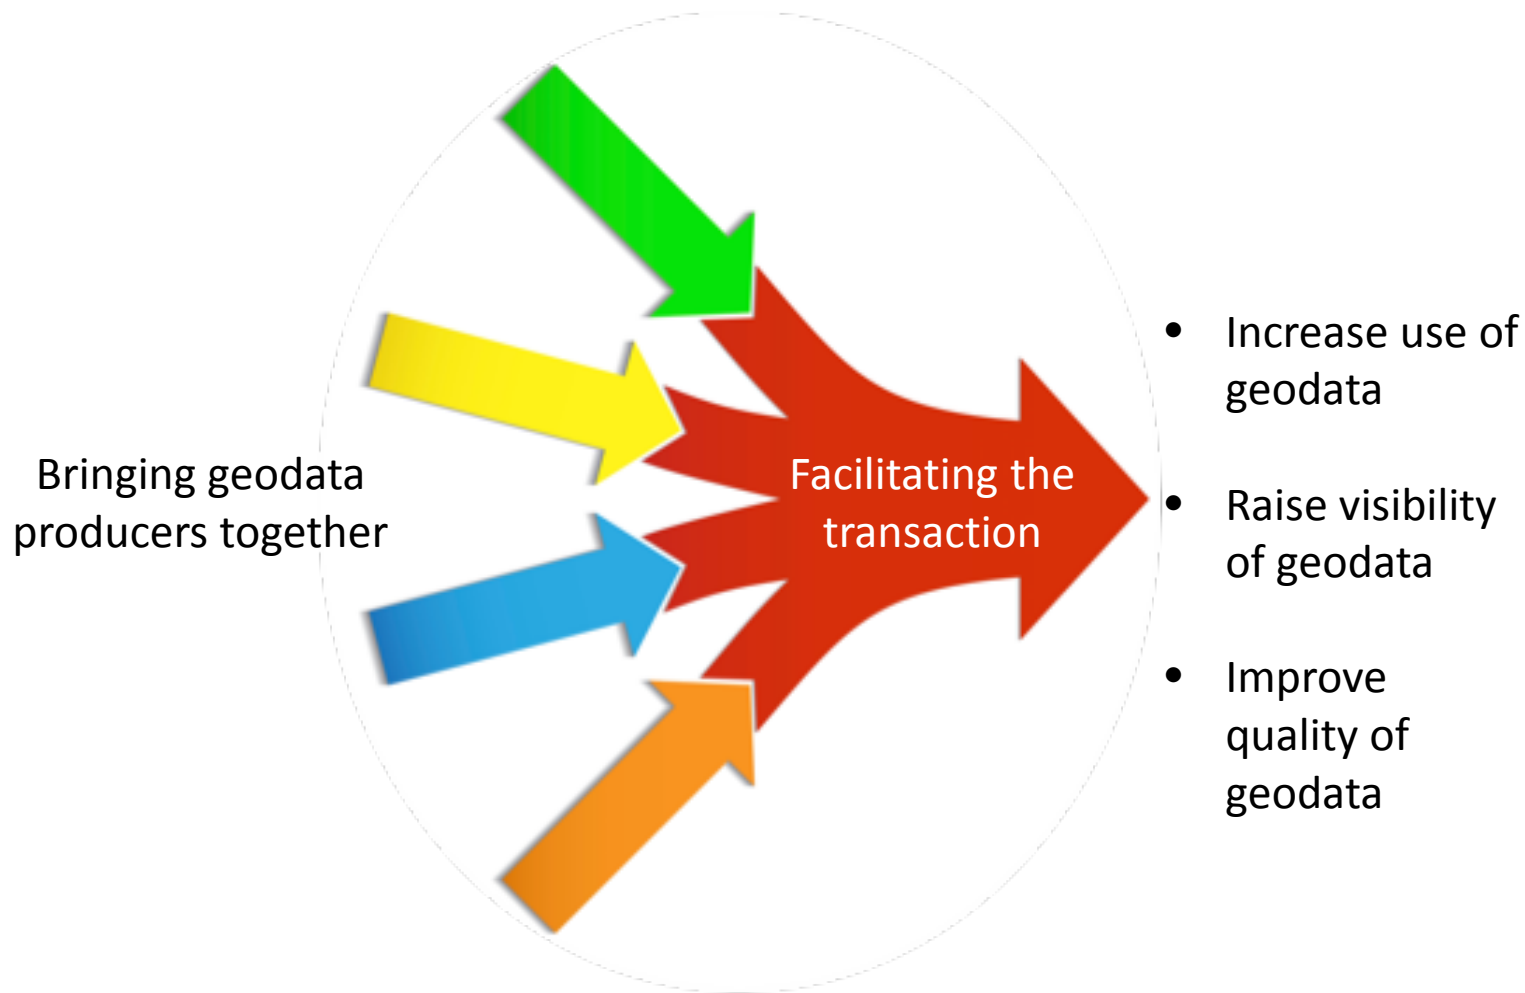 Bringing geodata
producers together
Facilitating the
transaction
• Increase use of
geodata
• Raise visibility
of geodata
• Improve
quality of
geodata